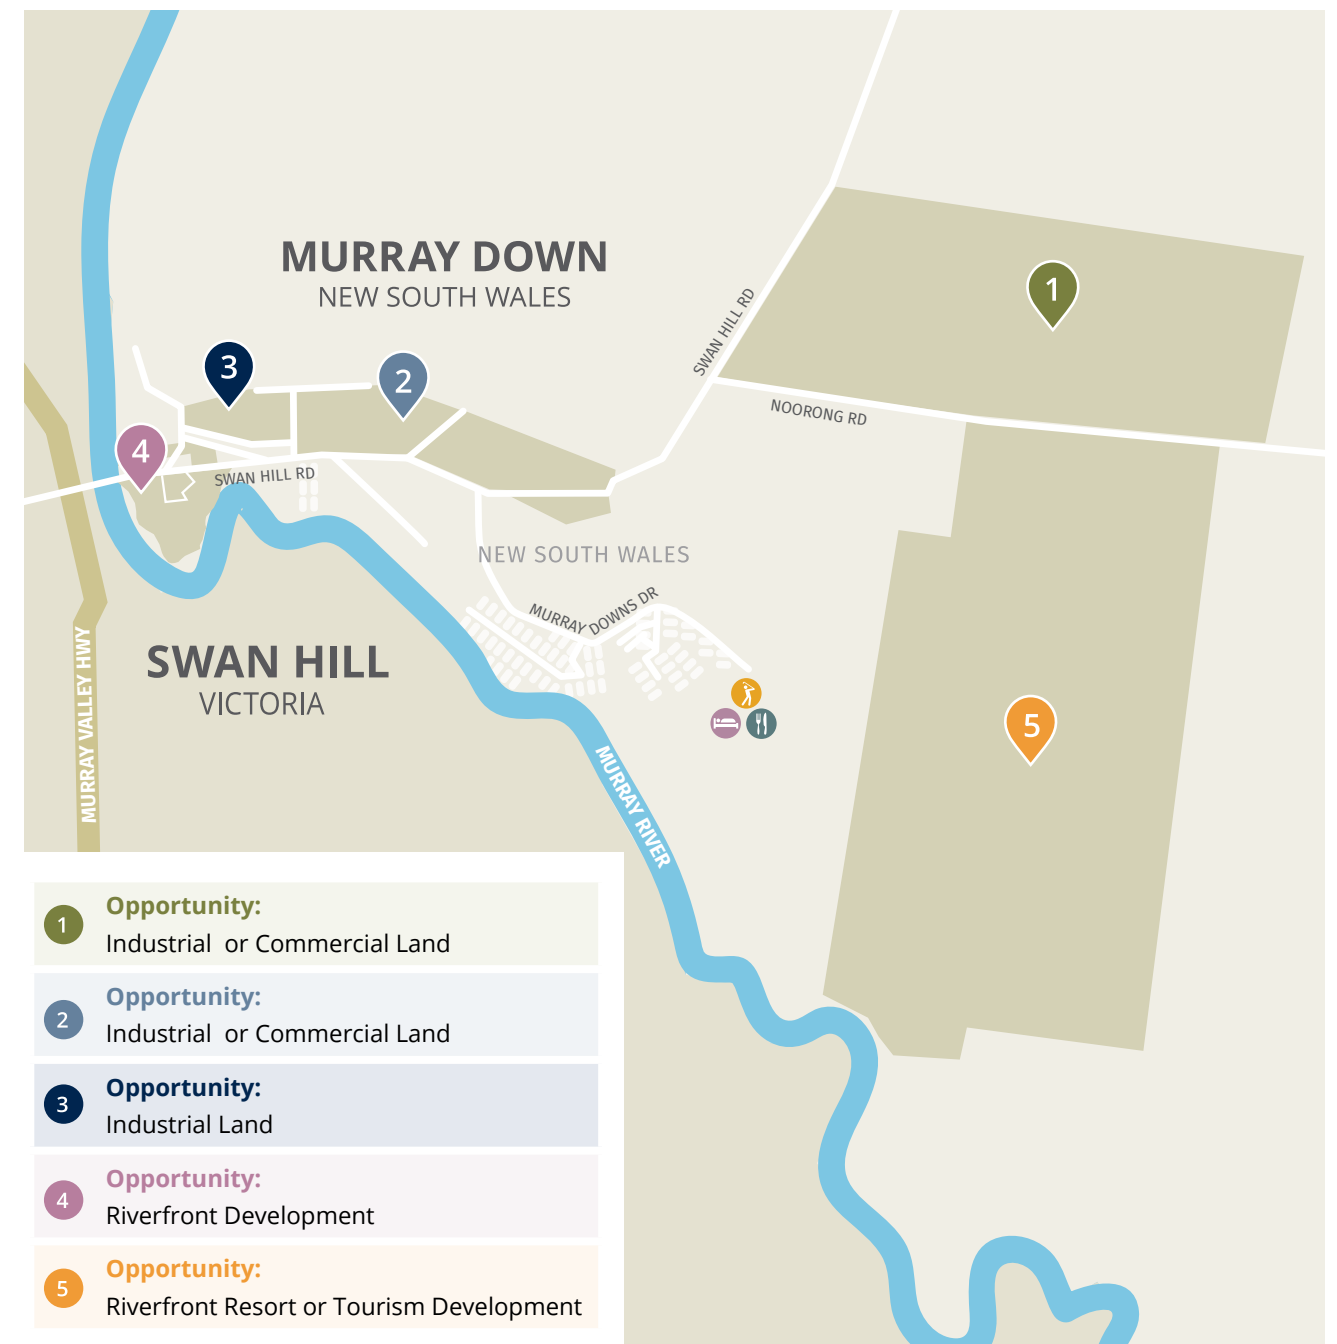 MURRAY DOWN
NEW SOUTH WALES
1
SWAN HILL RD
3
2
NOORONG RD
4
SWAN HILL RD
NEW SOUTH WALES
MURRAY DOWNS DR
SWAN HILL
VICTORIA
MURRAY VALLEY HWY
5
MURRAY RIVER
1
Opportunity:
Industrial or Commercial Land
2
Opportunity:
Industrial or Commercial Land
3
Opportunity:
Industrial Land
4
Opportunity:
Riverfront Development
5
Opportunity:
Riverfront Resort or Tourism Development